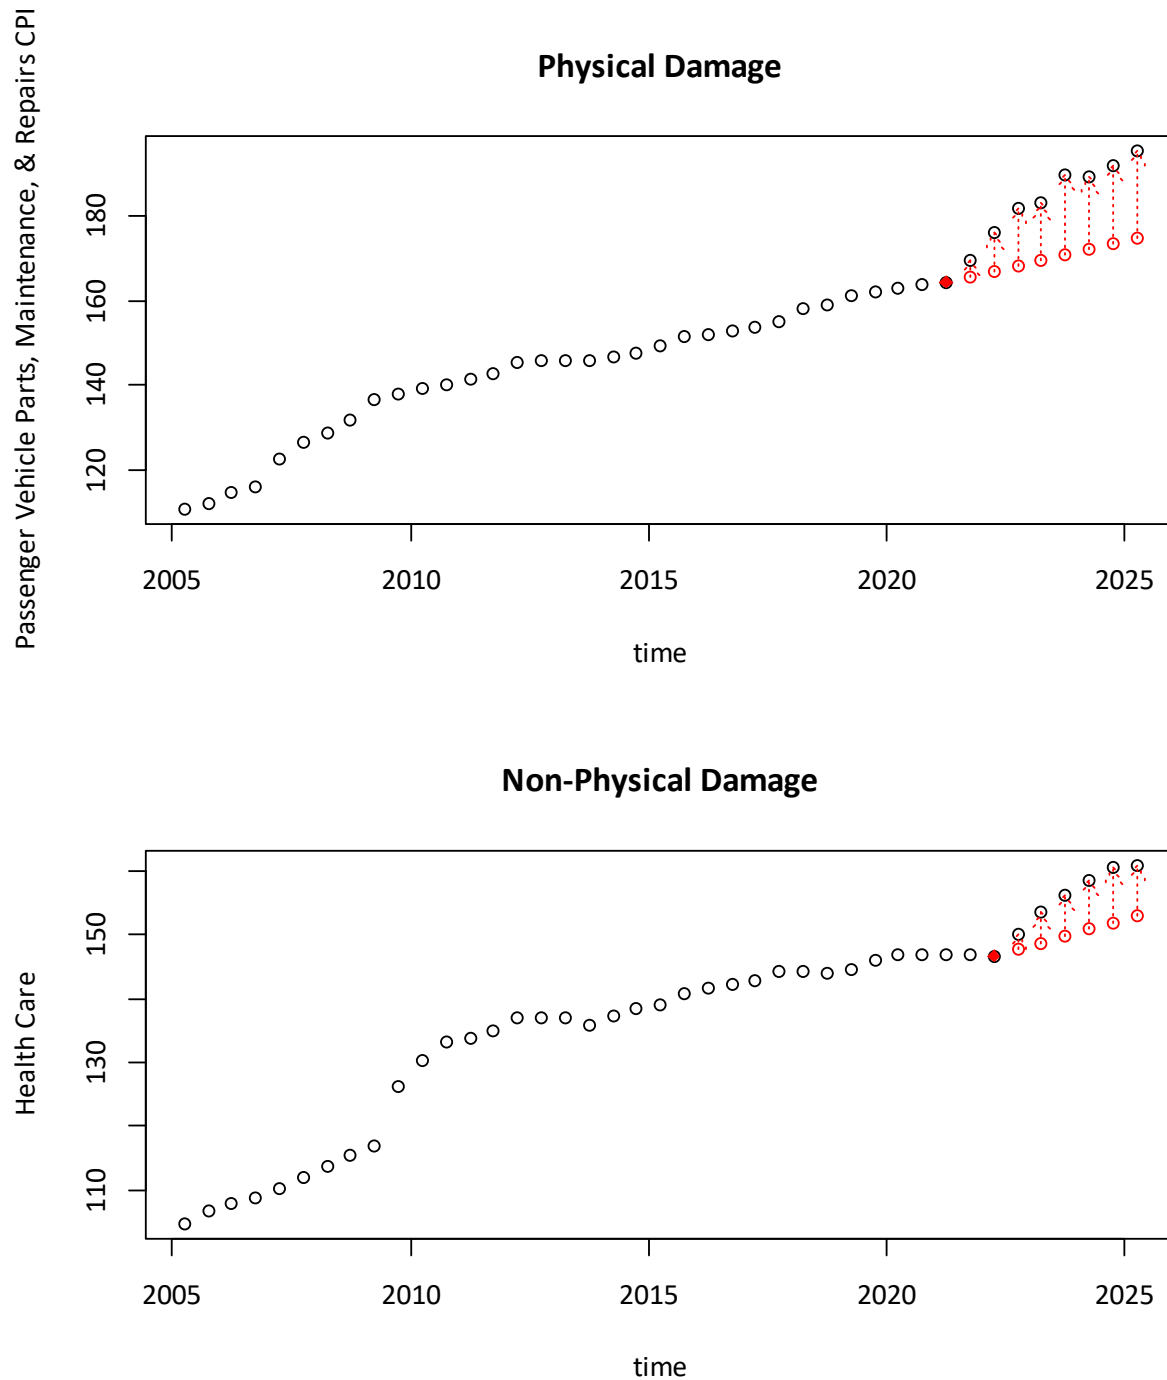 Physical Damage
Passenger Vehicle Parts, Maintenance, & Repairs CPI
180
160
140
120
2005 2010 2015 2020 2025
time
Non-Physical Damage
Health Care
150
130
110
2005 2010 2015 2020 2025
time